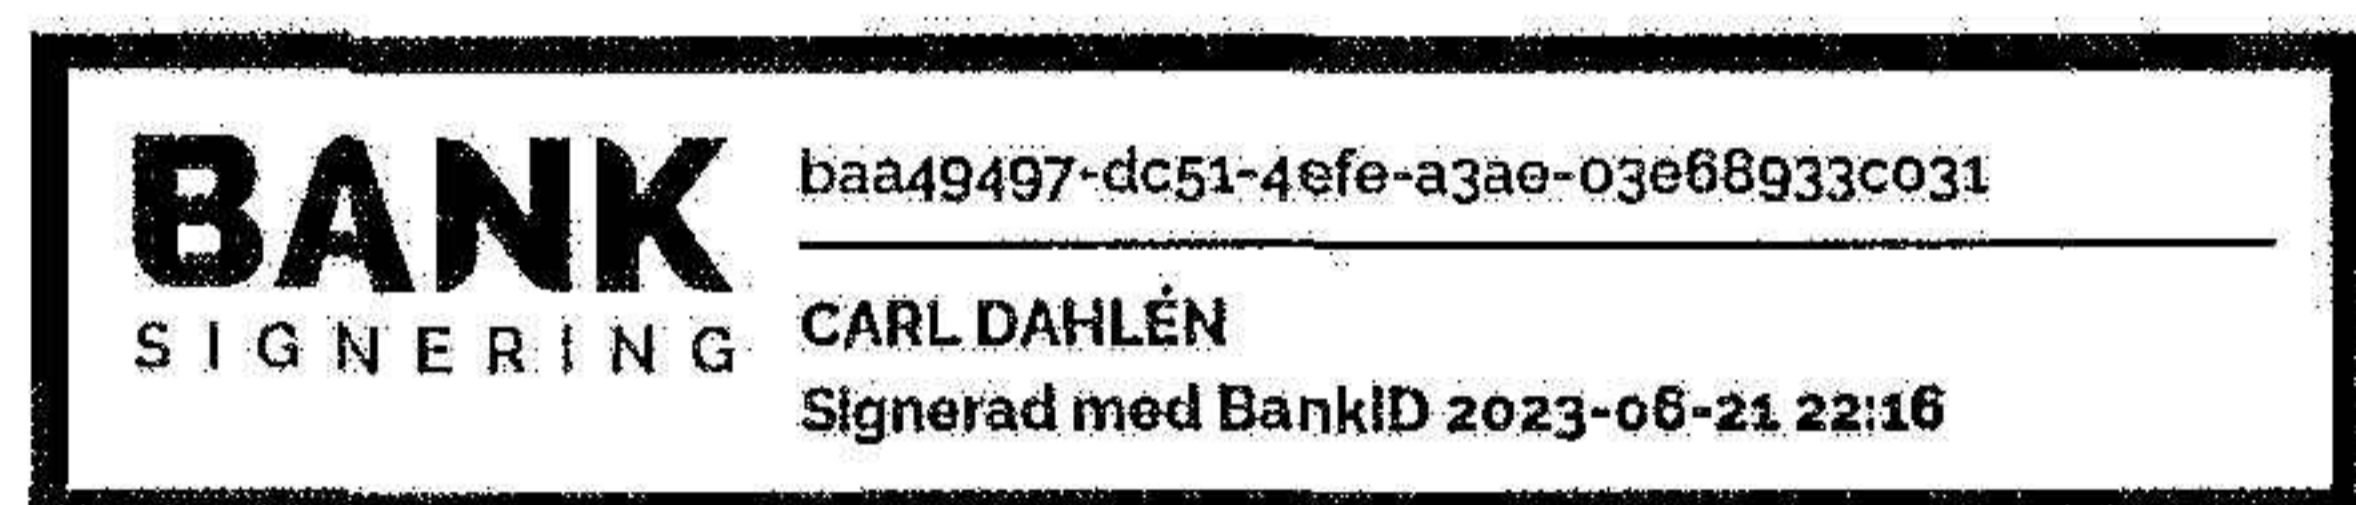 BANK
SIGNERING
baa49497-dc51-4efe-a3ae-03e68933c031
CARL DAHLÉN
Signerad med BankID 2023-06-21 22:16